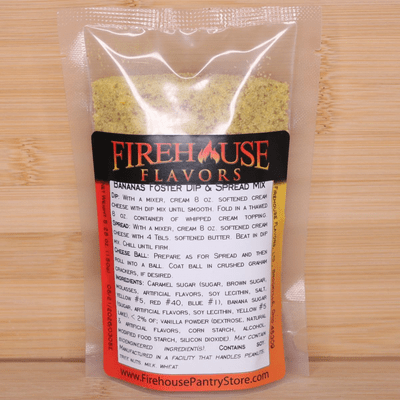 FIREHOUSE
FLAVORS
BANANAS FOSTER DIP & SPREAD MIX
DIP: WITH A MIXER, CREAM 8 OZ. SOFTENED CREAM
CHEESE WITH DIP MIX UNTIL SMOOTH. FOLD IN A THAWED
8 OZ. CONTAINER OF WHIPPED CREAM TOPPING.
SPREAD: WITH A MIXER, CREAM 8 OZ. SOFTENED CREAM
CHEESE WITH 4 TBLS. SOFTENED BUTTER. BEAT IN DIP
MIX. CHILL UNTIL FIRM.
CHEESE BALL: PREPARE AS FOR SPREAD AND THEN
ROLL INTO A BALL. COAT BALL IN CRUSHED GRAHAM
CRACKERS, IF DESIRED.
INGREDIENTS: CARAMEL SUGAR (SUGAR, BROWN SUGAR,
MOLASSES, ARTIFICIAL FLAVORS, SOY LECITHIN, SALT,
YELLOW #5, RED #40, BLUE #1), BANANA SUGAR
(SUGAR, ARTIFICIAL FLAVORS, SOY LECITHIN, YELLOW #5
LAKE), < 2% OF: VANILLA POWDER (DEXTROSE, NATURAL
& ARTIFICIAL FLAVORS, CORN STARCH, ALCOHOL,
MODIFIED FOOD STARCH, SILICON DIOXIDE). MAY CONTAIN
BIOENGINEERED INGREDIENT(S). CONTAINS: SOY.
MANUFACTURED IN A FACILITY THAT HANDLES PEANUTS,
TREE NUTS, MILK, WHEAT.
www.FirehousePantryStore.com